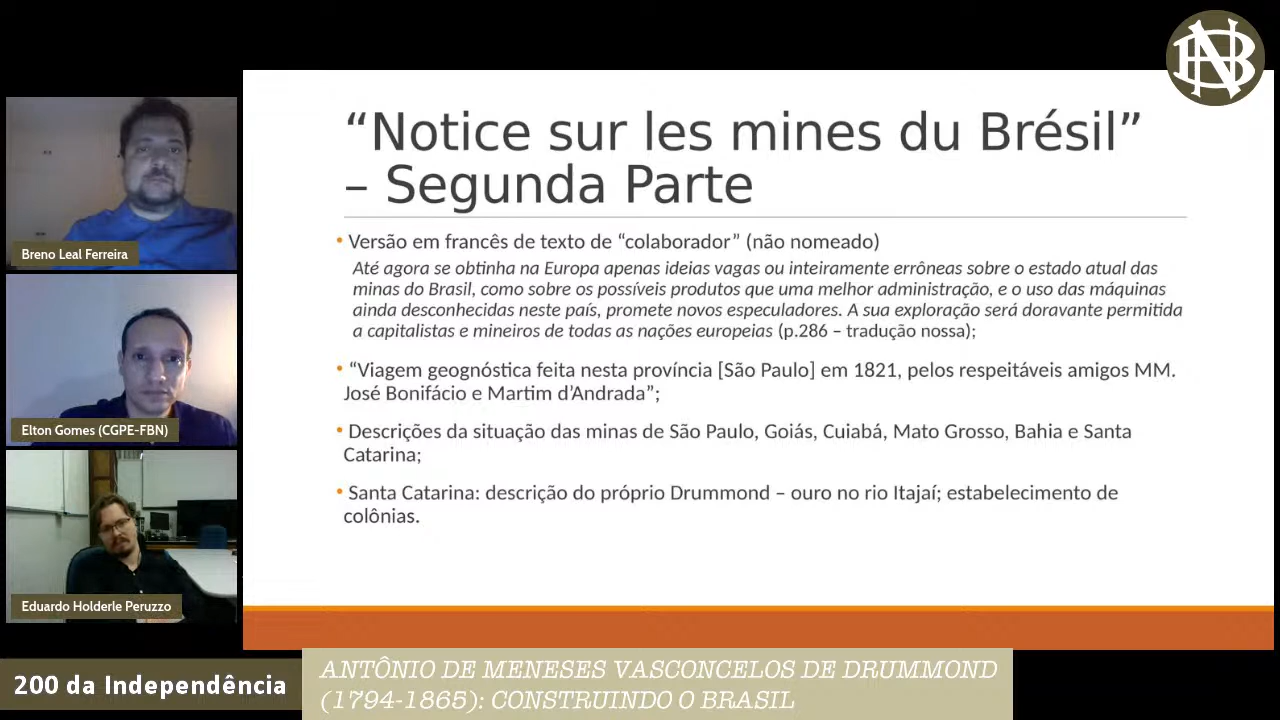 “Notice sur les mines du Brésil”
– Segunda Parte
• Versão em francês de texto de “colaborador” (não nomeado)
Até agora se obtinha na Europa apenas ideias vagas ou inteiramente errôneas sobre o estado atual das
minas do Brasil, como sobre os possíveis produtos que uma melhor administração, e o uso das máquinas
ainda desconhecidas neste país, promete novos especuladores. A sua exploração será doravante permitida
a capitalistas e mineiros de todas as nações europeias (p.286 – tradução nossa);
• “Viagem geognóstica feita nesta província [São Paulo] em 1821, pelos respeitáveis amigos MM.
José Bonifácio e Martim d’Andrada”;
• Descrições da situação das minas de São Paulo, Goiás, Cuiabá, Mato Grosso, Bahia e Santa
Catarina;
• Santa Catarina: descrição do próprio Drummond – ouro no rio Itajaí; estabelecimento de
colônias.
Breno Leal Ferreira
Elton Gomes (CGPE-FBN)
Eduardo Holderle Peruzzo
BN
200 da Independência
ANTÔNIO DE MENESES VASCONCELOS DE DRUMMOND
(1794-1865): CONSTRUINDO O BRASIL